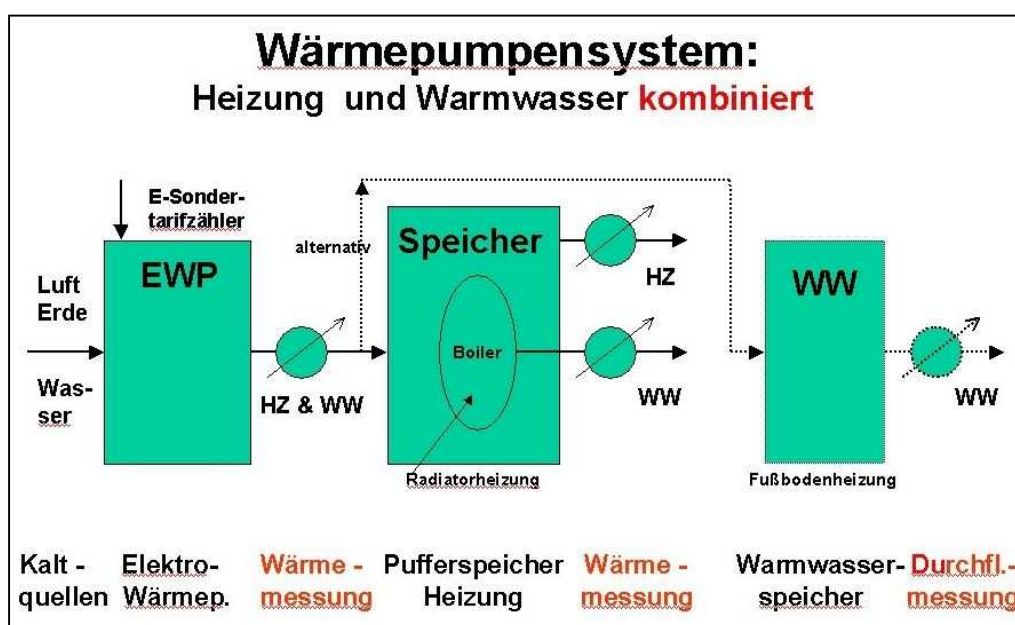 Wärmepumpensystem:
Heizung und Warmwasser kombiniert
E-Sonder-
tarifzähler
alternativ
EWP
Speicher
WW
Luft
Erde
Was-
ser
HZ & WW
Boiler
HZ
WW
WW
Radiatorheizung
Fußbodenheizung
Kalt -
quellen
Elektro-
Wärmep.
Wärme -
messung
Pufferspeicher
Heizung
Wärme -
messung
Warmwasser-
speicher
Durchfl.-
messung